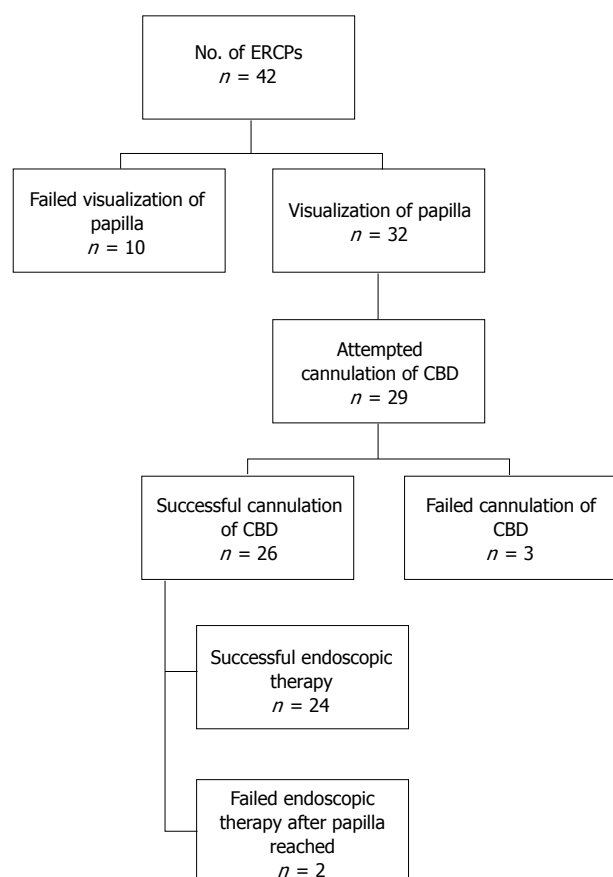 No. of ERCPs
n = 42
Failed visualization of
papilla
n = 10
Visualization of papilla
n = 32
Attempted
cannulation of CBD
n = 29
Successful cannulation
of CBD
n = 26
Failed cannulation of
CBD
n = 3
Successful endoscopic
therapy
n = 24
Failed endoscopic
therapy after papilla
reached
n = 2